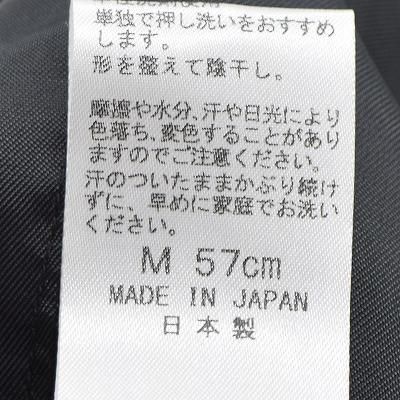 単独で押し洗いをおすすめ
します。
形を整えて陰干し。
摩擦や水分、汗や日光により
色落ち、変色することがあり
ますのでご注意ください。
汗のついたままかぶり続け
ずに、早めに家庭でお洗い
ください。
M 57cm
MADE IN JAPAN
日本製